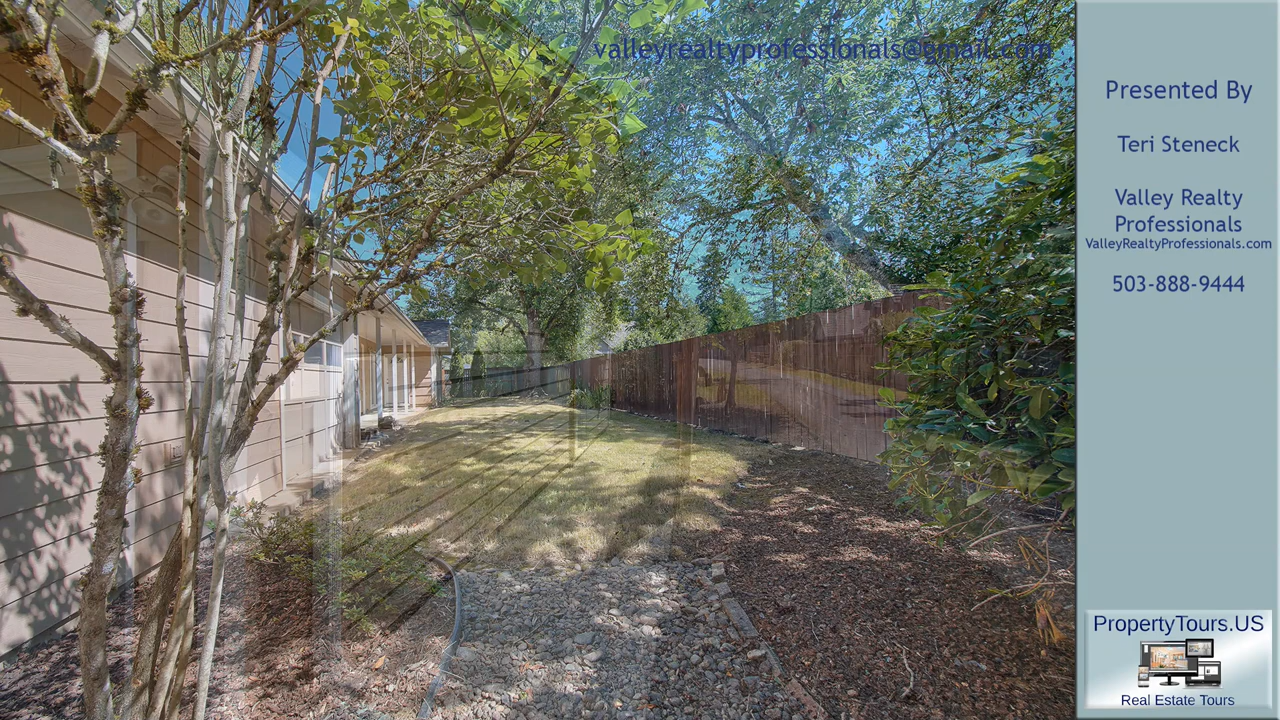 valleyrealtyprofessionals@gmail.com
Presented By
Teri Steneck
Valley Realty
Professionals
ValleyRealtyProfessionals.com
503-888-9444
PropertyTours.US
Real Estate Tours